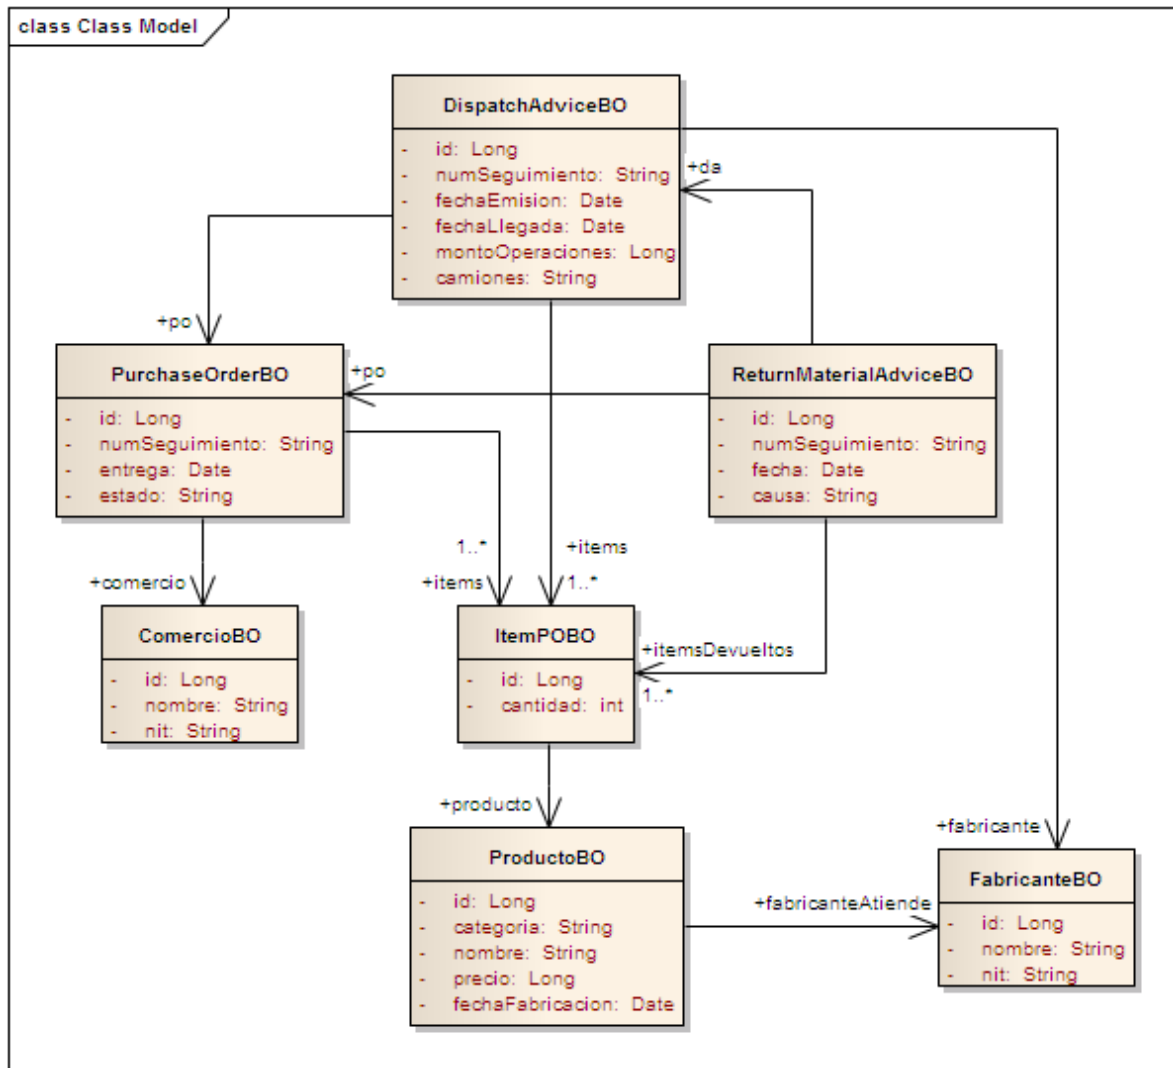 class Class Model
DispatchAdviceBO
- id: Long
- numSeguimiento: String
- fechaEmision: Date
- fechaLlegada: Date
- montoOperaciones: Long
- camiones: String
+da
+po
PurchaseOrderBO
- id: Long
- numSeguimiento: String
- entrega: Date
- estado: String
+po
ReturnMaterialAdviceBO
- id: Long
- numSeguimiento: String
- fecha: Date
- causa: String
1..*
+items
+items
1..*
+comercio
ComercioBO
- id: Long
- nombre: String
- nit: String
ItemPOBO
- id: Long
- cantidad: int
+itemsDevueltos
1..*
+producto
ProductoBO
- id: Long
- categoria: String
- nombre: String
- precio: Long
- fechaFabricacion: Date
+fabricante
+fabricanteAtiende
FabricanteBO
- id: Long
- nombre: String
- nit: String